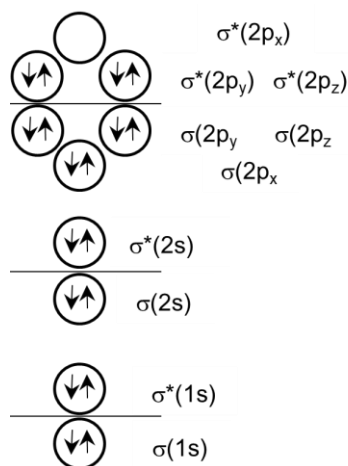 σ*(2pₓ)
σ*(2p_y) σ*(2p_z)
σ(2p_y σ(2p_z
σ(2pₓ
σ*(2s)
σ(2s)
σ*(1s)
σ(1s)